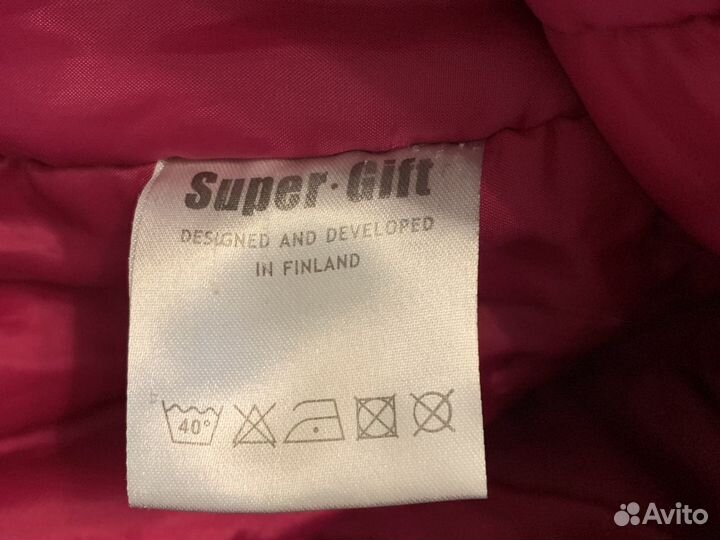 Super·Gift
DESIGNED AND DEVELOPED
IN FINLAND
40°
Avito